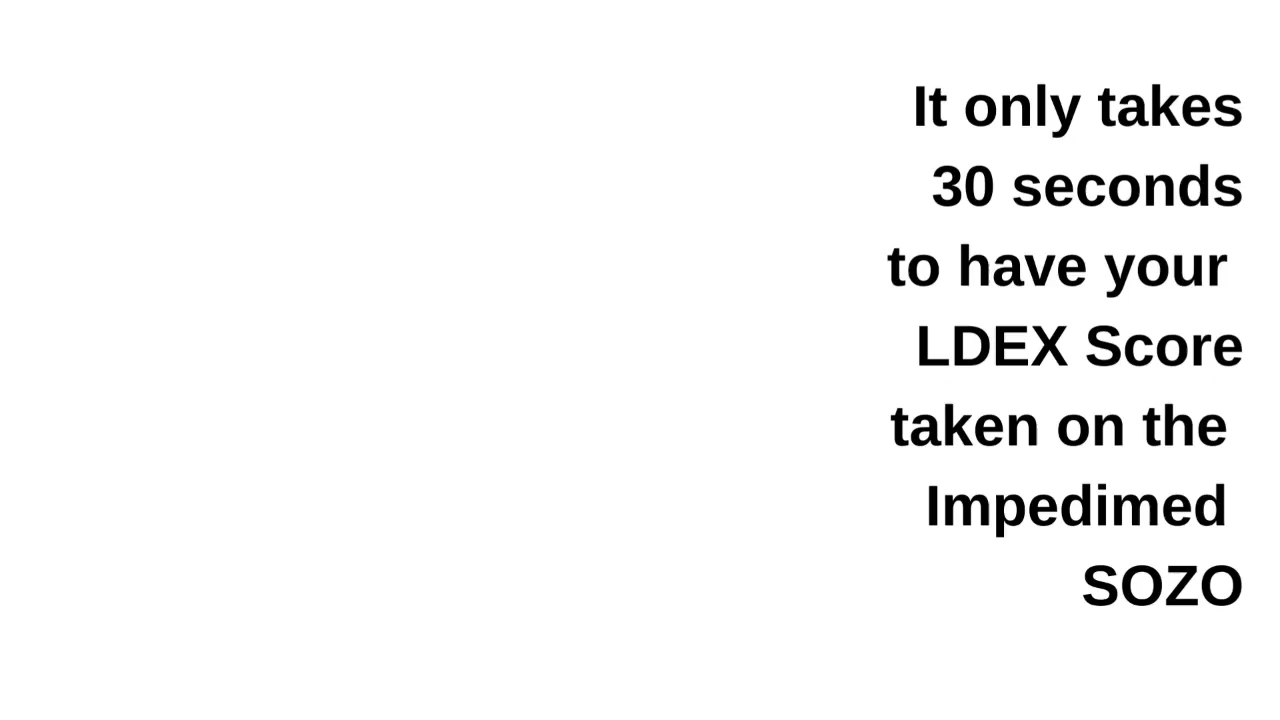 It only takes
30 seconds
to have your
LDEX Score
taken on the
Impedimed
SOZO